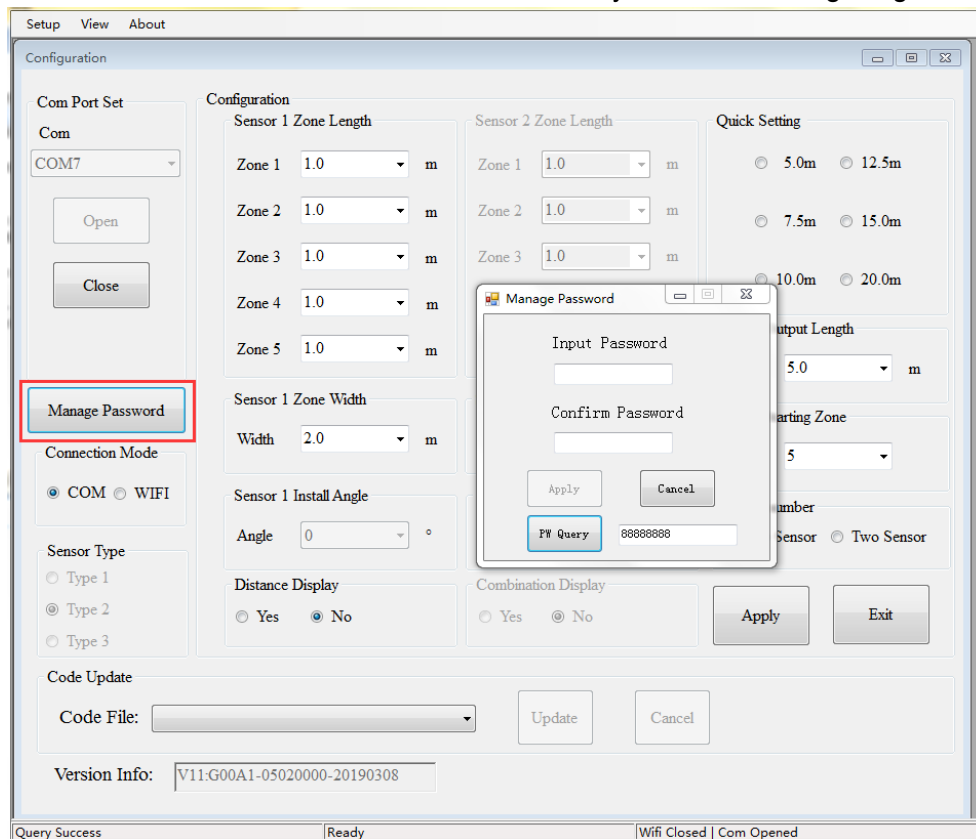 Setup View About
Configuration
Com Port Set
Com
COM7
Open
Close
Manage Password
Connection Mode
COM WIFI
Sensor Type
Type 1
Type 2
Type 3
Configuration
Sensor 1 Zone Length
Zone 1 1.0 m
Zone 2 1.0 m
Zone 3 1.0 m
Zone 4 1.0 m
Zone 5 1.0 m
Sensor 1 Zone Width
Width 2.0 m
Sensor 1 Install Angle
Angle 0 °
Distance Display
Yes No
Sensor 2 Zone Length
Zone 1 1.0 m
Zone 2 1.0 m
Zone 3 1.0 m
Manage Password
Input Password
Confirm Password
Apply Cancel
PW Query 88888888
Combination Display
Yes No
Quick Setting
5.0m 12.5m
7.5m 15.0m
10.0m 20.0m
Length
5.0 m
Zone
5
Sensor Two Sensor
Apply Exit
Code Update
Code File: Update Cancel
Version Info: V11:G00A1-05020000-20190308
Query Success Ready Wifi Closed | Com Opened